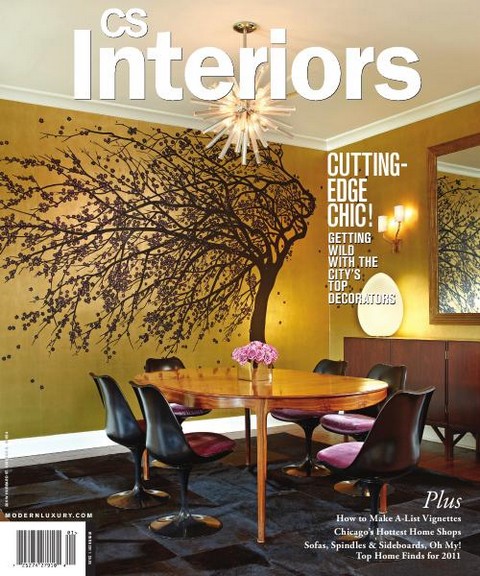 CS
Interiors
CUTTING-
EDGE
CHIC!
GETTING
WILD
WITH THE
CITY'S
TOP
DECORATORS
MODERNLUXURY.COM
Plus
How to Make A-List Vignettes
Chicago's Hottest Home Shops
Sofas, Spindles & Sideboards, Oh My!
Top Home Finds for 2011